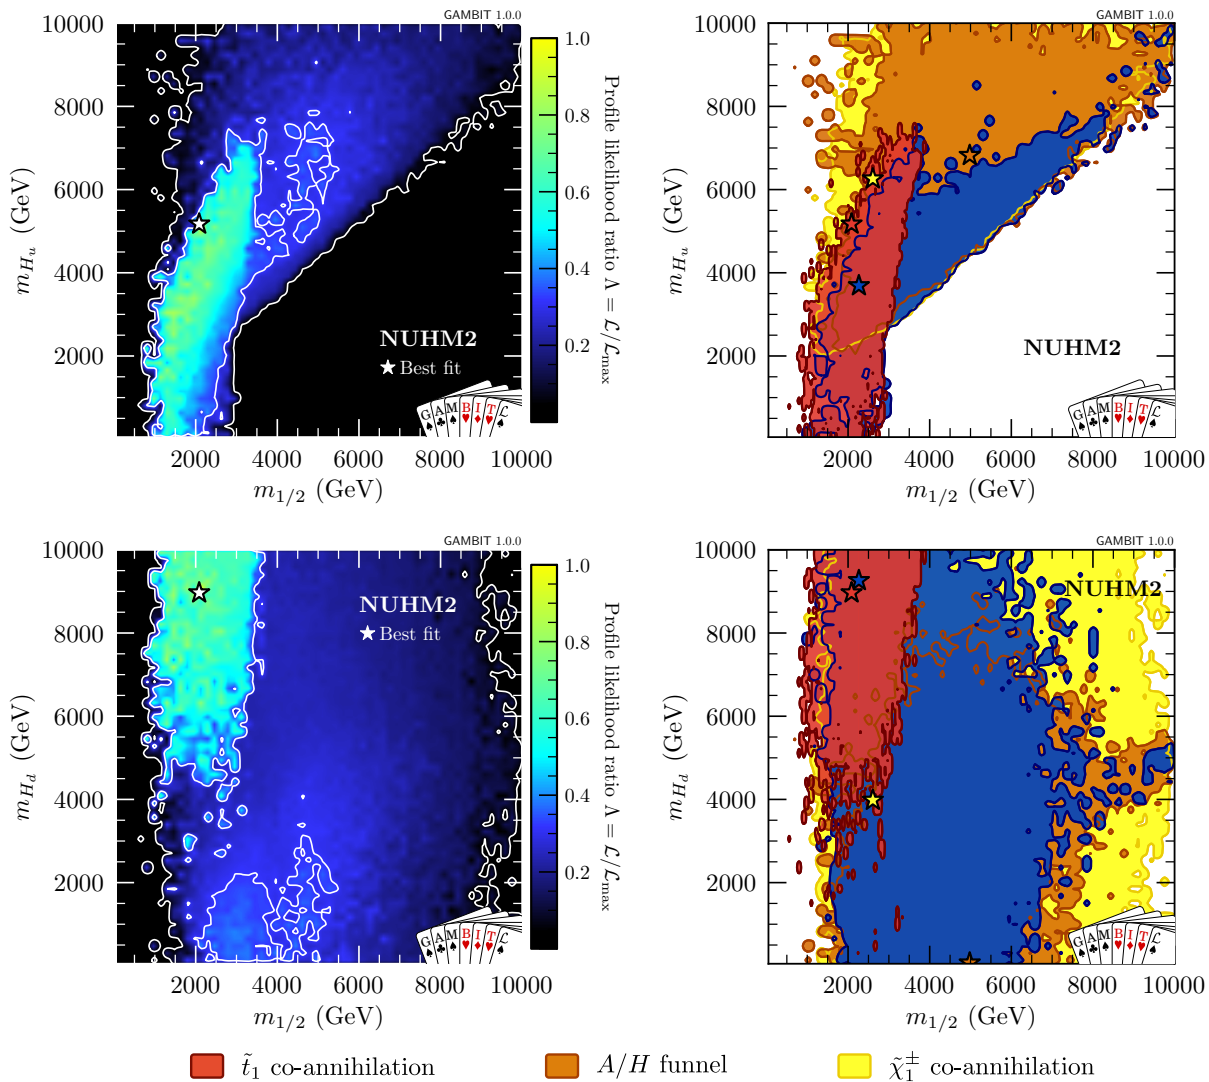 GAMBIT 1.0.0
10000
8000
6000
4000
2000
m_{H_u} (GeV)
2000 4000 6000 8000 10000
m_{1/2} (GeV)
NUHM2
Best fit
G A M B I T L
1.0
0.8
0.6
0.4
0.2
Profile likelihood ratio Λ = ℒ/ℒ_max
GAMBIT 1.0.0
10000
8000
6000
4000
2000
m_{H_u} (GeV)
2000 4000 6000 8000 10000
m_{1/2} (GeV)
NUHM2
G A M B I T L
GAMBIT 1.0.0
10000
8000
6000
4000
2000
m_{H_d} (GeV)
2000 4000 6000 8000 10000
m_{1/2} (GeV)
NUHM2
Best fit
G A M B I T L
1.0
0.8
0.6
0.4
0.2
Profile likelihood ratio Λ = ℒ/ℒ_max
GAMBIT 1.0.0
10000
8000
6000
4000
2000
m_{H_d} (GeV)
2000 4000 6000 8000 10000
m_{1/2} (GeV)
NUHM2
G A M B I T L
t̃₁ co-annihilation
A/H funnel
χ̃₁^± co-annihilation